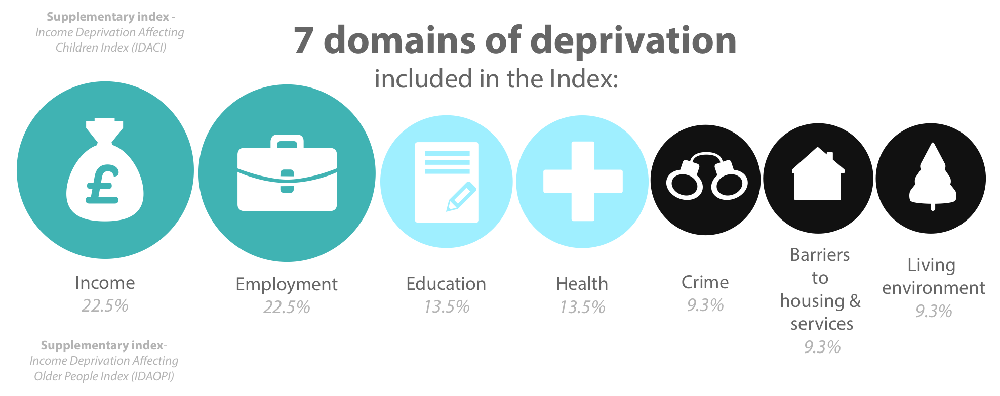 Supplementary index -
Income Deprivation Affecting
Children Index (IDACI)
7 domains of deprivation
included in the Index:
£
Income
22.5%
Employment
22.5%
Education
13.5%
Health
13.5%
Crime
9.3%
Barriers
to
housing &
services
9.3%
Living
environment
9.3%
Supplementary index-
Income Deprivation Affecting
Older People Index (IDAOPI)